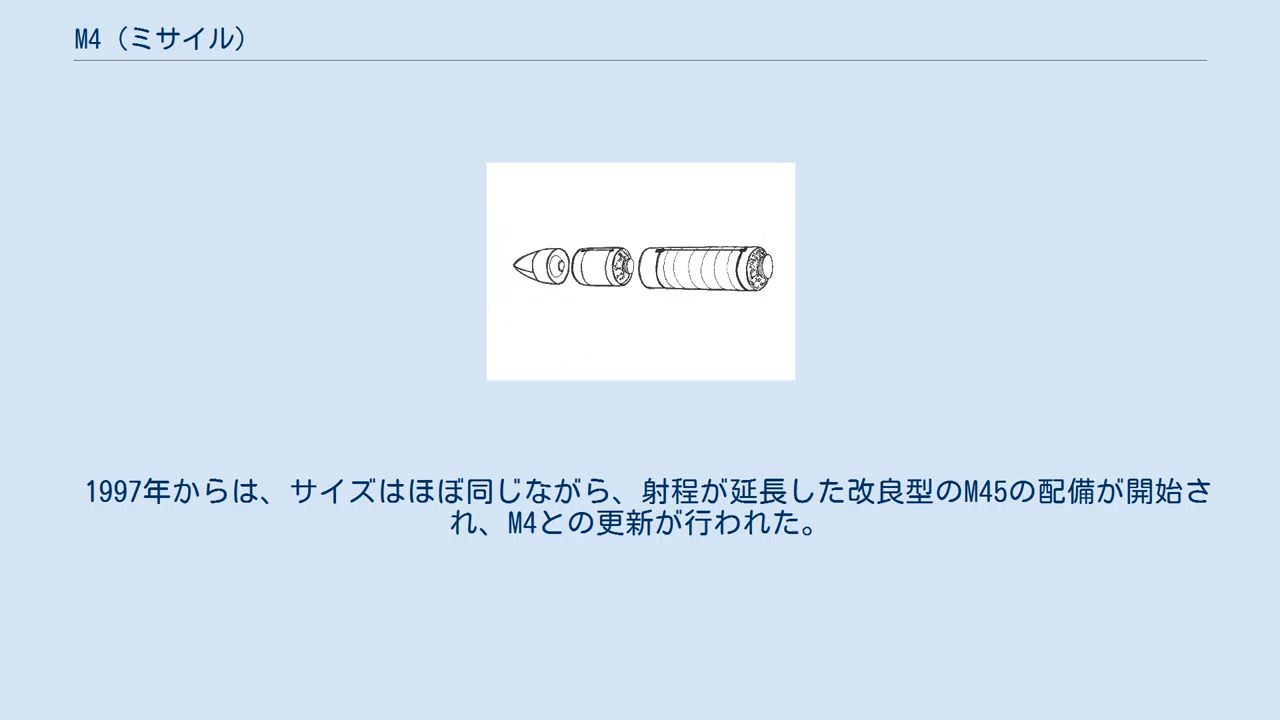 M4（ミサイル）
1997年からは、サイズはほぼ同じながら、射程が延長した改良型のM45の配備が開始さ
れ、M4との更新が行われた。